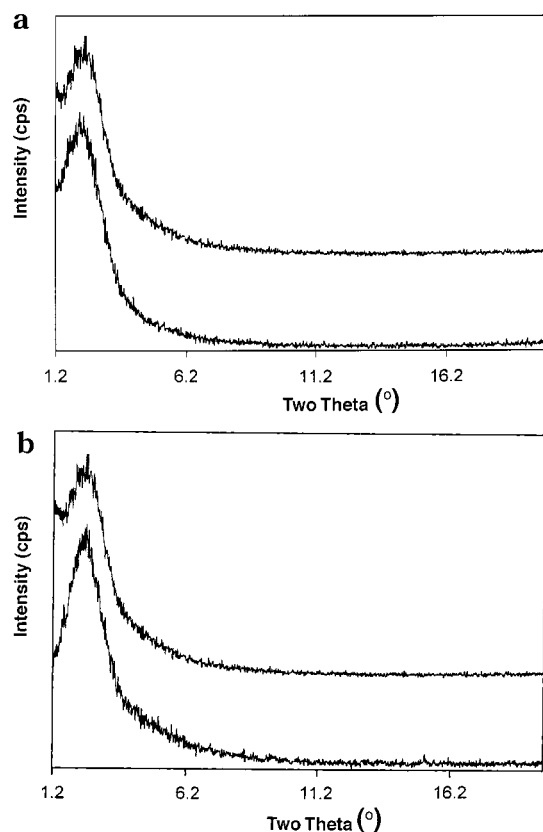 a
Intensity (cps)
1.2 6.2 11.2 16.2
Two Theta (°)
b
Intensity (cps)
1.2 6.2 11.2 16.2
Two Theta (°)